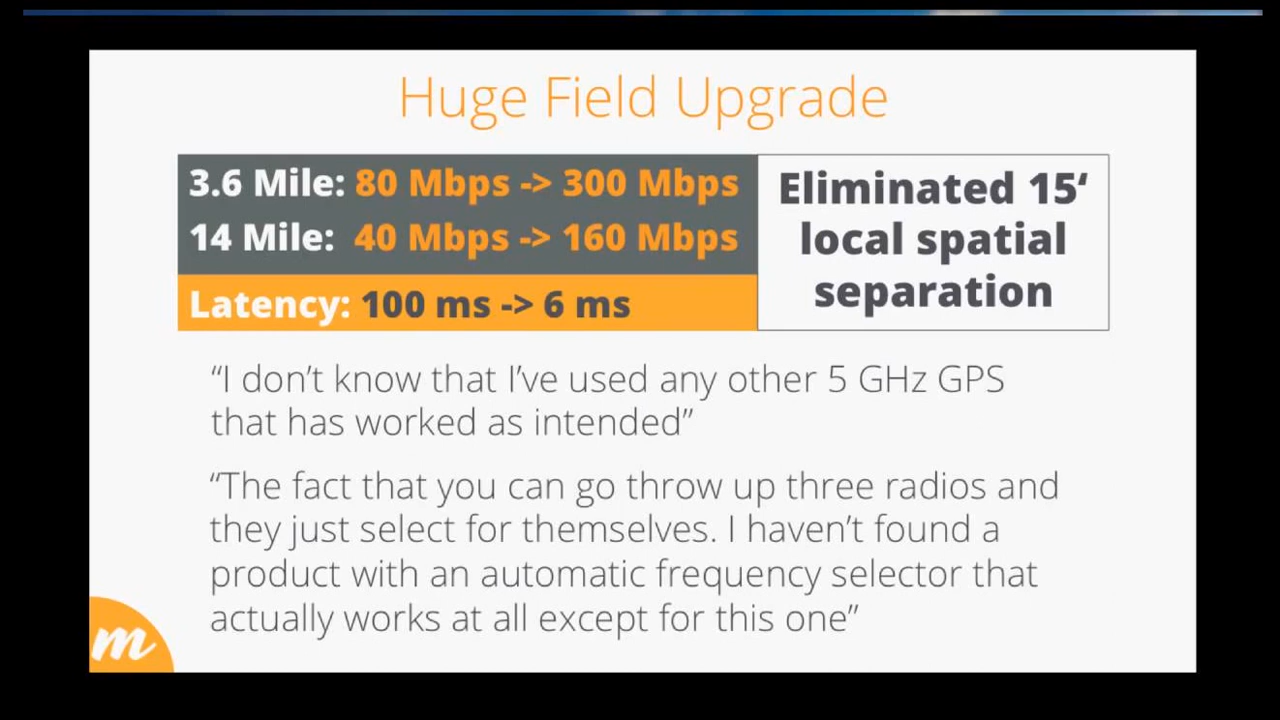 Huge Field Upgrade
3.6 Mile: 80 Mbps -> 300 Mbps
14 Mile: 40 Mbps -> 160 Mbps
Latency: 100 ms -> 6 ms
Eliminated 15‘
local spatial
separation
“I don’t know that I’ve used any other 5 GHz GPS
that has worked as intended”
“The fact that you can go throw up three radios and
they just select for themselves. I haven’t found a
product with an automatic frequency selector that
actually works at all except for this one”
m